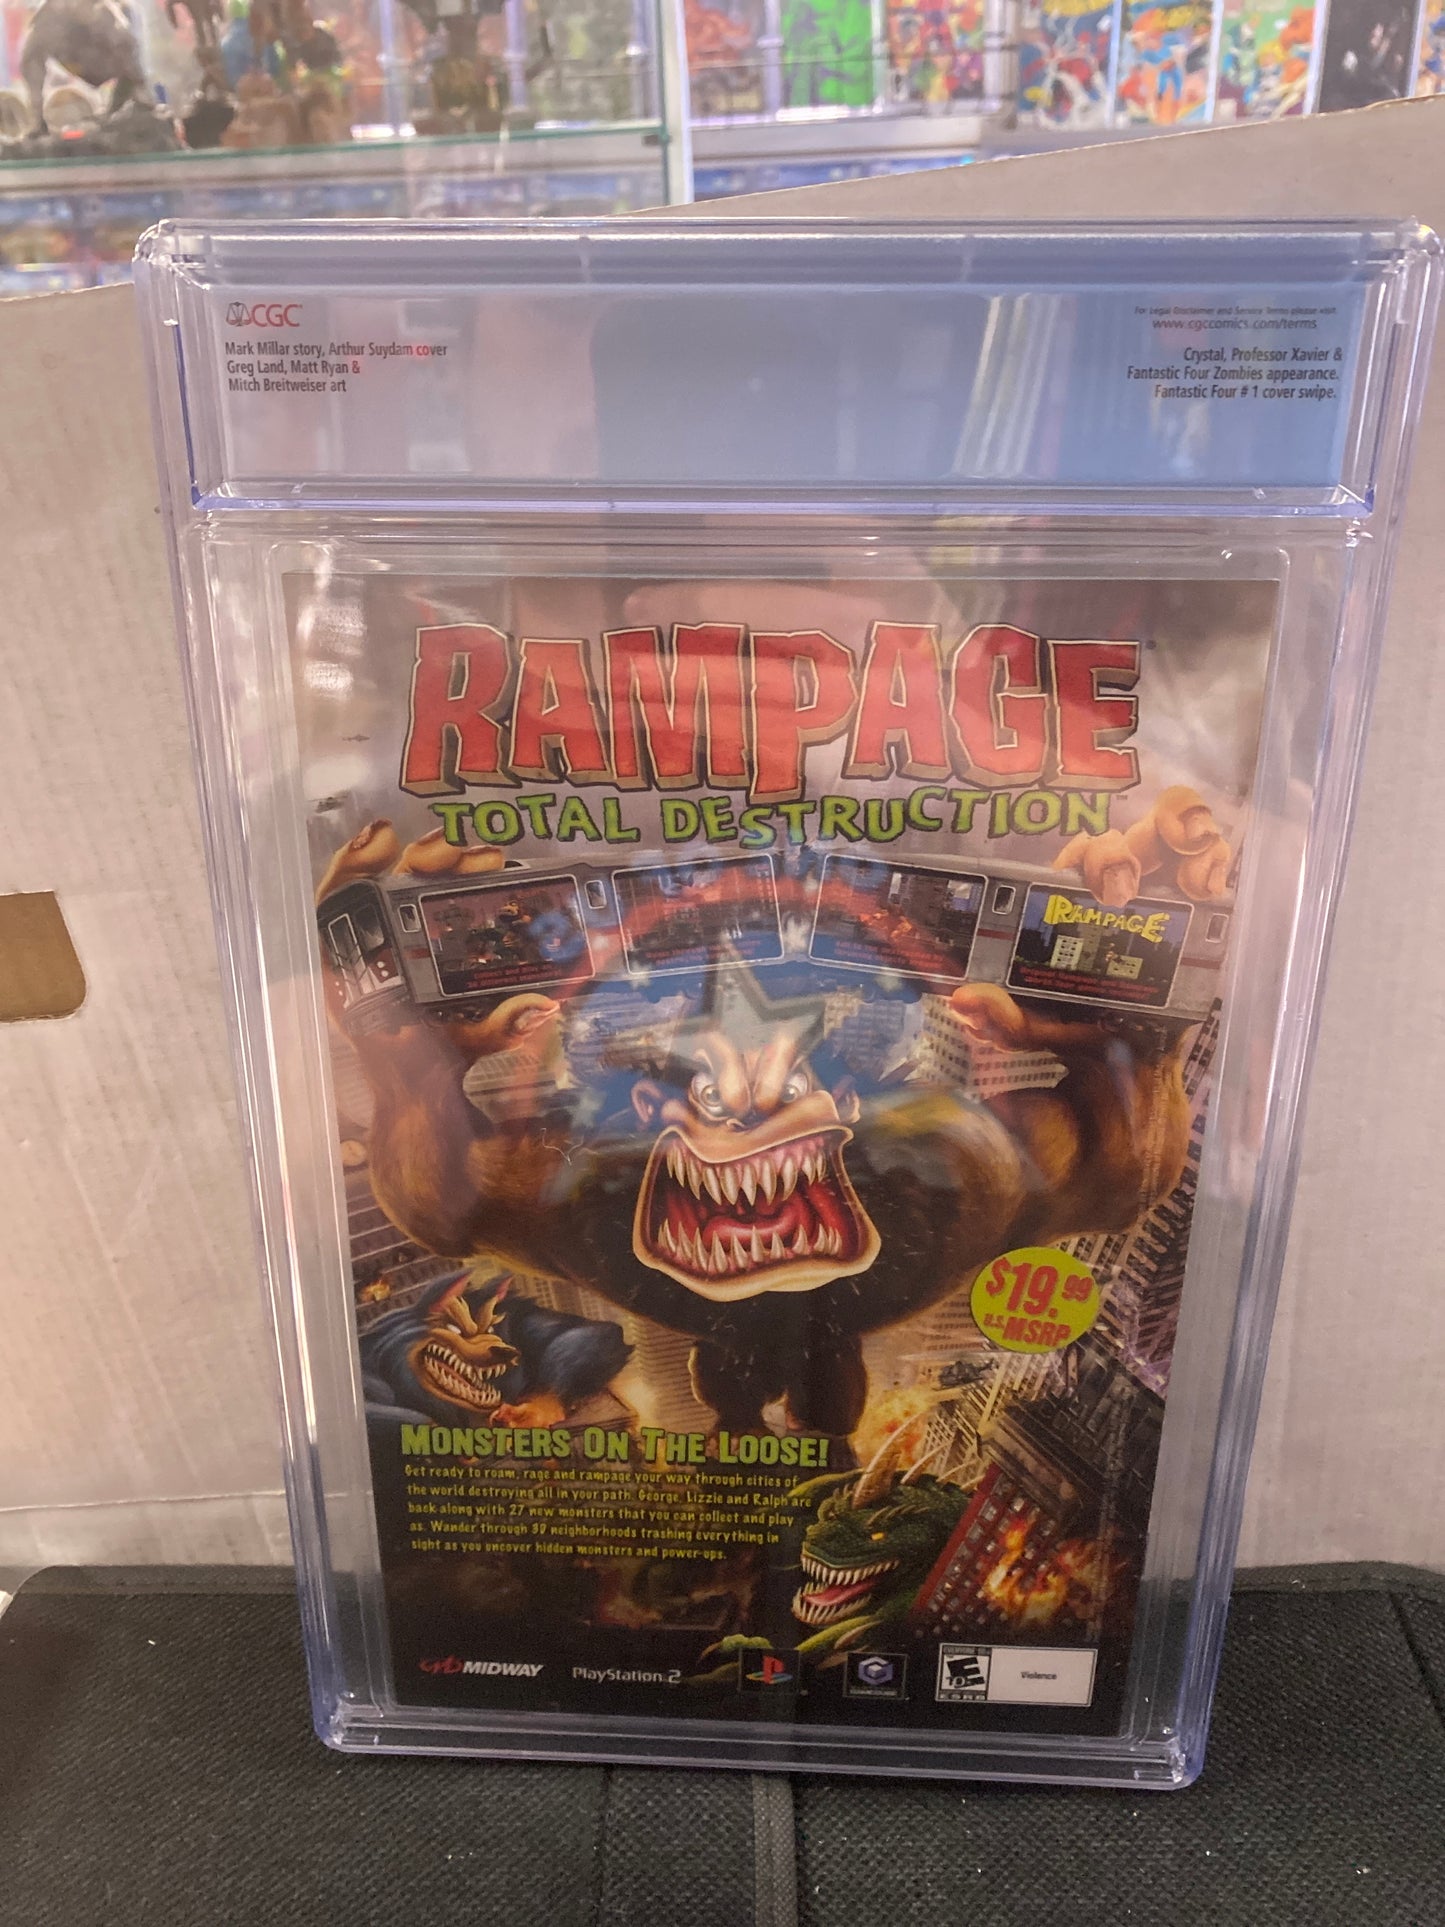 CGC
Mark Millar story, Arthur Suydam cover
Greg Land, Matt Ryan &
Mitch Breitweiser art
For Legal Disclaimer and Service Terms please visit
www.cgccomics.com/terms
Crystal, Professor Xavier &
Fantastic Four Zombies appearance.
Fantastic Four # 1 cover swipe.
RAMPAGE
TOTAL DESTRUCTION™
RAMPAGE
$19.99
U.S. MSRP
MONSTERS ON THE LOOSE!
Get ready to roam, rage and rampage your way through cities of
the world destroying all in your path. George, Lizzie and Ralph are
back along with 27 new monsters that you can collect and play
as. Wander through 39 neighborhoods trashing everything in
sight as you uncover hidden monsters and power-ups.
MIDWAY
PlayStation.2
Violence
ESRB